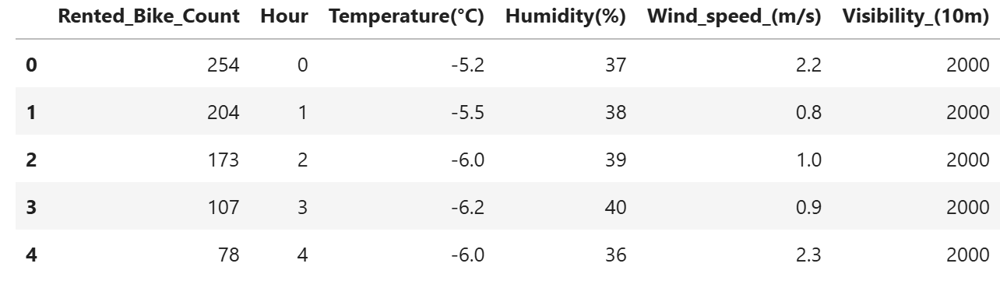 Rented_Bike_Count Hour Temperature(°C) Humidity(%) Wind_speed_(m/s) Visibility_(10m)
0 254 0 -5.2 37 2.2 2000
1 204 1 -5.5 38 0.8 2000
2 173 2 -6.0 39 1.0 2000
3 107 3 -6.2 40 0.9 2000
4 78 4 -6.0 36 2.3 2000